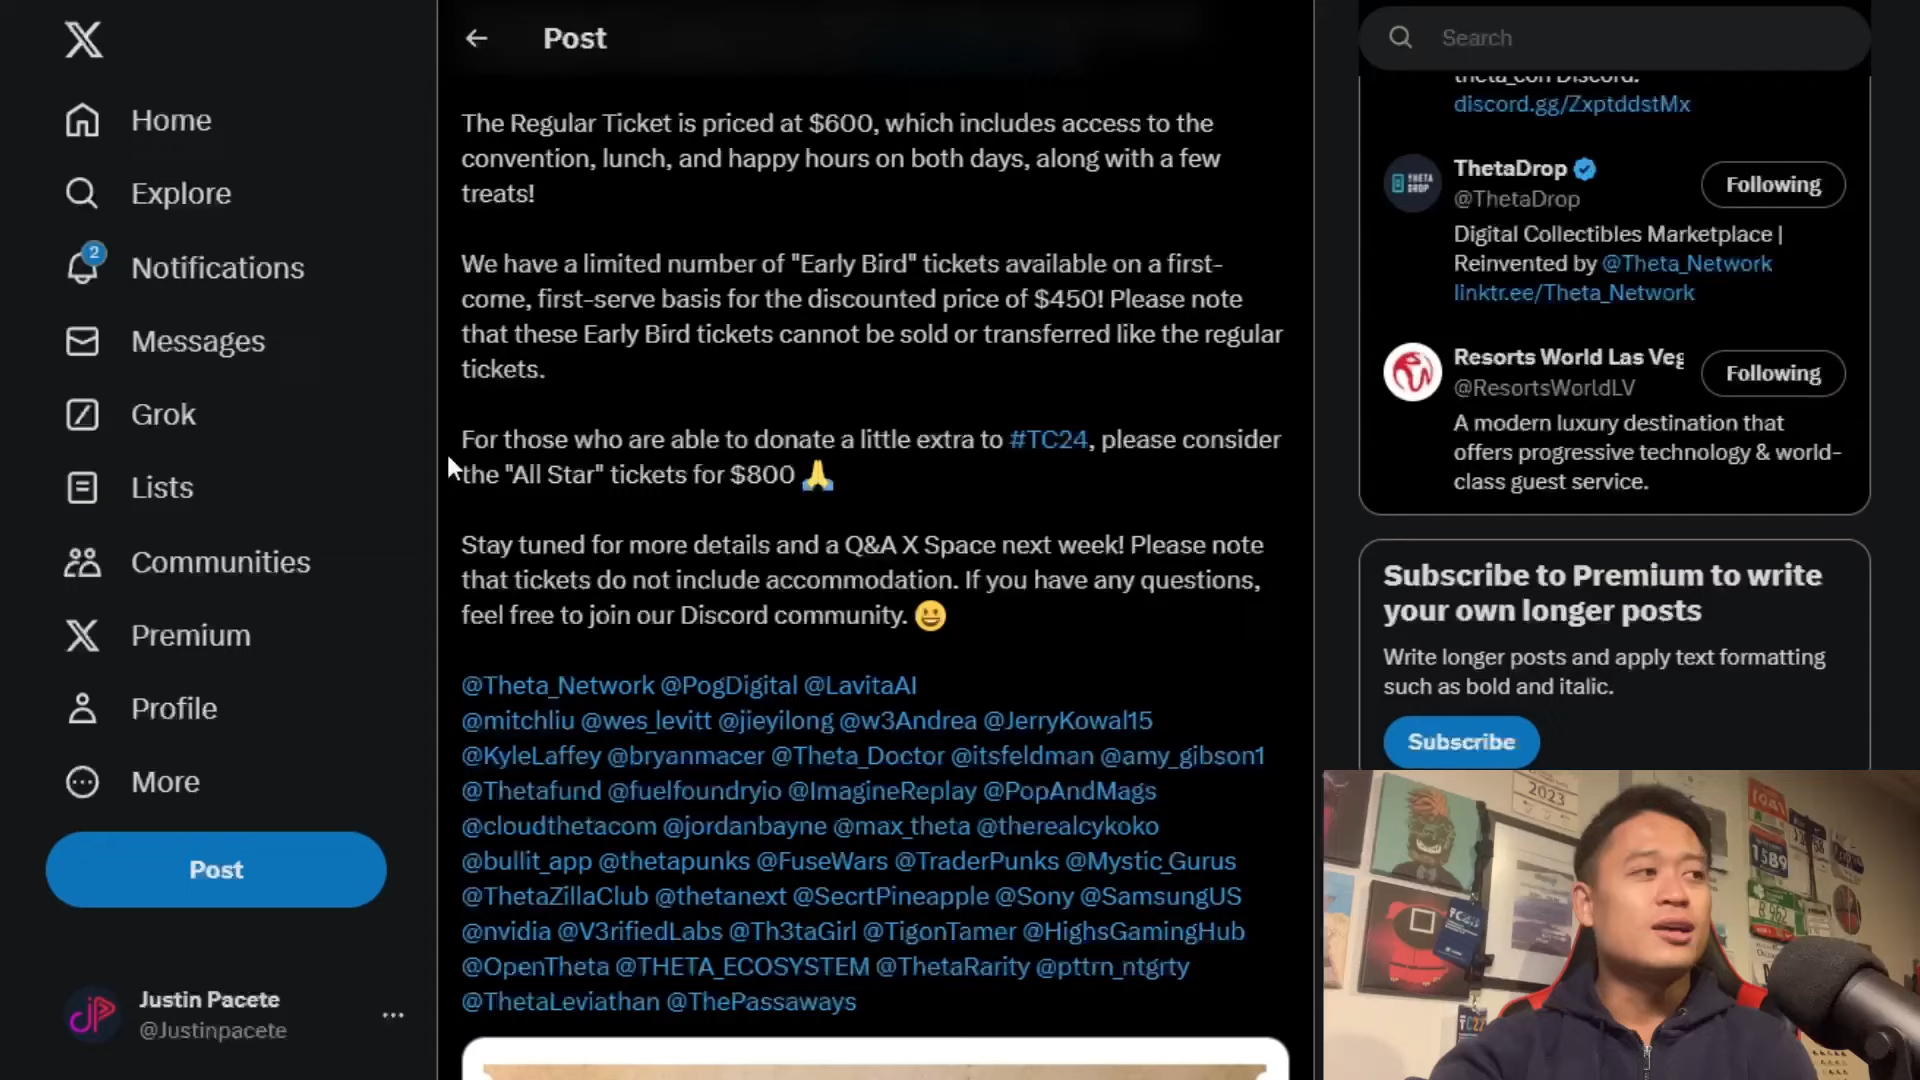 Post
Search
Home
Explore
2
Notifications
Messages
Grok
Lists
Communities
Premium
Profile
More
Post
Justin Pacete
@Justinpacete
The Regular Ticket is priced at $600, which includes access to the
convention, lunch, and happy hours on both days, along with a few
treats!
We have a limited number of "Early Bird" tickets available on a first-
come, first-serve basis for the discounted price of $450! Please note
that these Early Bird tickets cannot be sold or transferred like the regular
tickets.
For those who are able to donate a little extra to #TC24, please consider
the "All Star" tickets for $800 🙏
Stay tuned for more details and a Q&A X Space next week! Please note
that tickets do not include accommodation. If you have any questions,
feel free to join our Discord community. 😀
@Theta_Network @PogDigital @LavitaAI
@mitchliu @wes_levitt @jieyilong @w3Andrea @JerryKowal15
@KyleLaffey @bryanmacer @Theta_Doctor @itsfeldman @amy_gibson1
@Thetafund @fuelfoundryio @ImagineReplay @PopAndMags
@cloudthetacom @jordanbayne @max_theta @therealcykoko
@bullit_app @thetapunks @FuseWars @TraderPunks @Mystic_Gurus
@ThetaZillaClub @thetanext @SecrtPineapple @Sony @SamsungUS
@nvidia @V3rifiedLabs @Th3taGirl @TigonTamer @HighsGamingHub
@OpenTheta @THETA_ECOSYSTEM @ThetaRarity @pttrn_ntgrty
@ThetaLeviathan @ThePassaways
theta_con Discord.
discord.gg/ZxptddstMx
THETA
DROP
ThetaDrop
@ThetaDrop
Following
Digital Collectibles Marketplace |
Reinvented by @Theta_Network
linktr.ee/Theta_Network
Resorts World Las Veg
@ResortsWorldLV
Following
A modern luxury destination that
offers progressive technology & world-
class guest service.
Subscribe to Premium to write
your own longer posts
Write longer posts and apply text formatting
such as bold and italic.
Subscribe
2023
1041
1589
8962
TC23
TC22